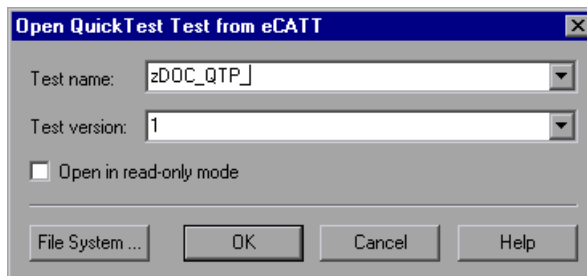 Open QuickTest Test from eCATT
Test name: zDOC_QTP_
Test version: 1
Open in read-only mode
File System ... OK Cancel Help